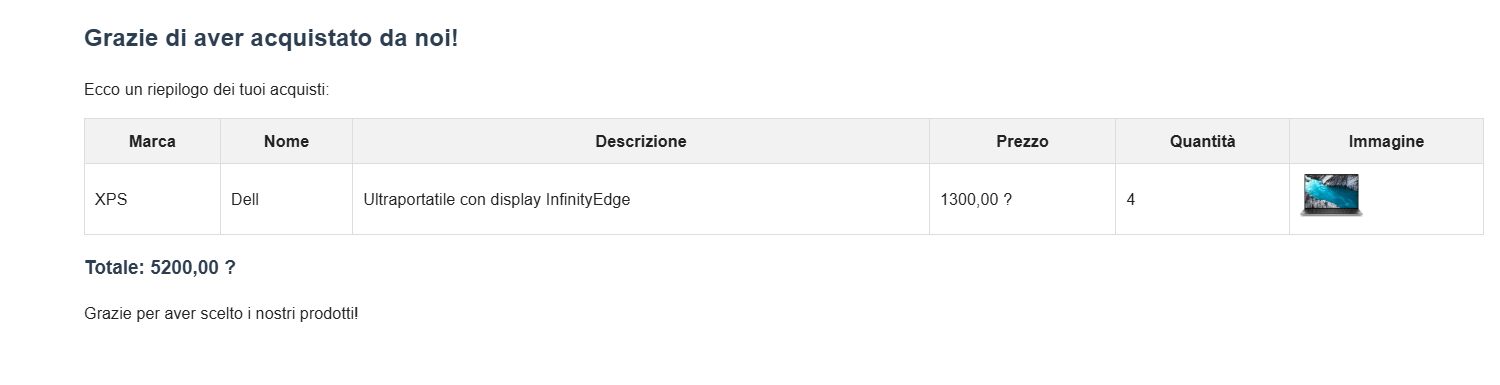 Grazie di aver acquistato da noi!
Ecco un riepilogo dei tuoi acquisti:
Marca Nome Descrizione Prezzo Quantità Immagine
XPS Dell Ultraportatile con display InfinityEdge 1300,00 ? 4
Totale: 5200,00 ?
Grazie per aver scelto i nostri prodotti!